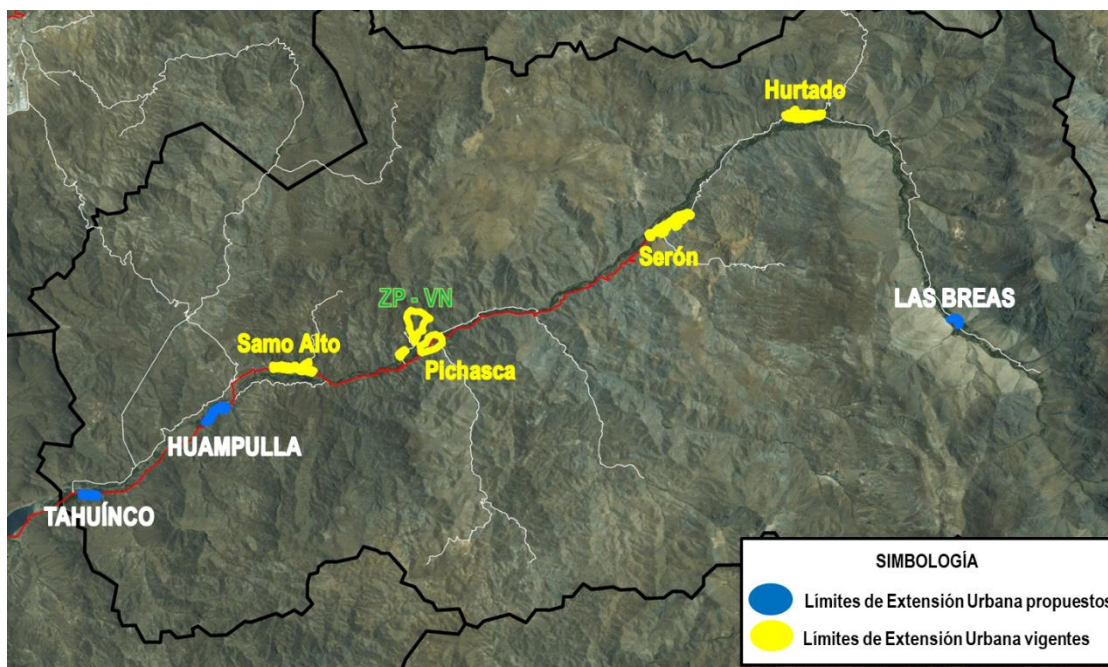 Hurtado
Serón
ZP - VN
LAS BREAS
Samo Alto
Pichasca
HUAMPULLA
TAHUÍNCO
SIMBOLOGÍA
Límites de Extensión Urbana propuestos
Límites de Extensión Urbana vigentes